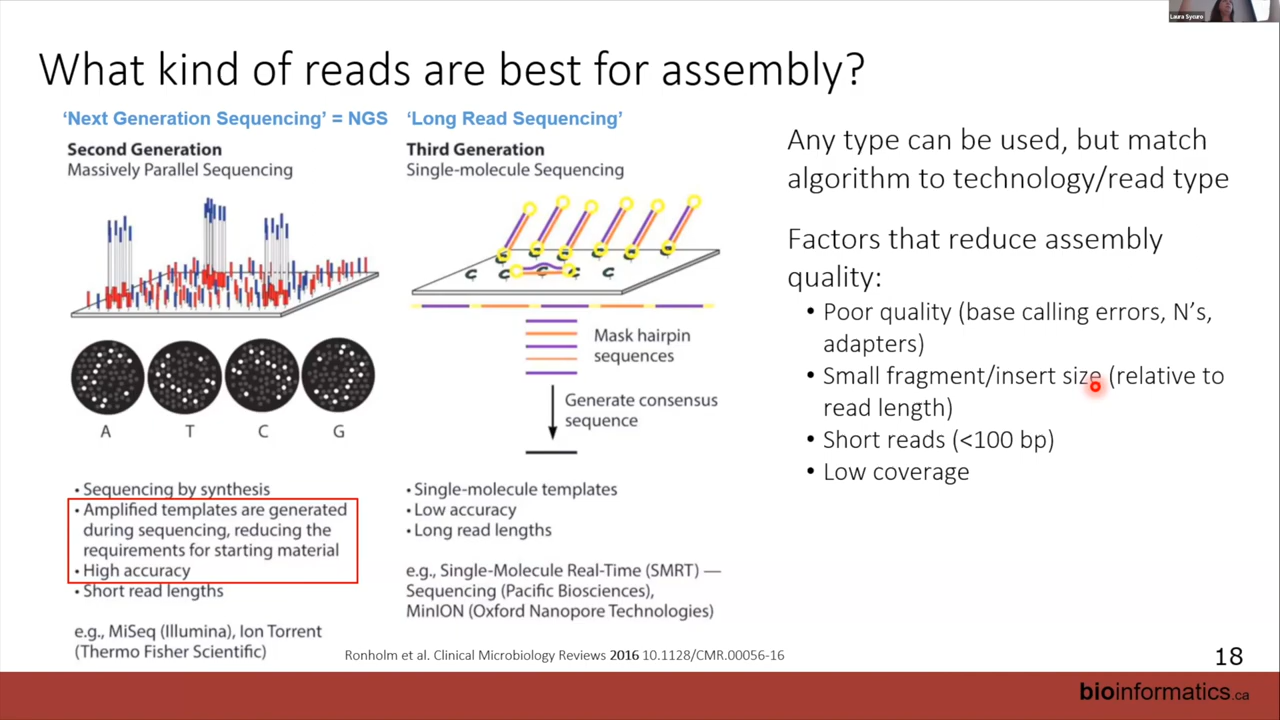 Laura Sycuro
What kind of reads are best for assembly?
‘Next Generation Sequencing’ = NGS
Second Generation
Massively Parallel Sequencing
A T C G
• Sequencing by synthesis
• Amplified templates are generated
during sequencing, reducing the
requirements for starting material
• High accuracy
• Short read lengths
e.g., MiSeq (Illumina), Ion Torrent
(Thermo Fisher Scientific)
‘Long Read Sequencing’
Third Generation
Single-molecule Sequencing
C C C C C C
C C C C C
Mask hairpin
sequences
Generate consensus
sequence
• Single-molecule templates
• Low accuracy
• Long read lengths
e.g., Single-Molecule Real-Time (SMRT) —
Sequencing (Pacific Biosciences),
MinION (Oxford Nanopore Technologies)
Any type can be used, but match
algorithm to technology/read type
Factors that reduce assembly
quality:
• Poor quality (base calling errors, N’s,
adapters)
• Small fragment/insert size (relative to
read length)
• Short reads (<100 bp)
• Low coverage
Ronholm et al. Clinical Microbiology Reviews 2016 10.1128/CMR.00056-16
18
bioinformatics.ca